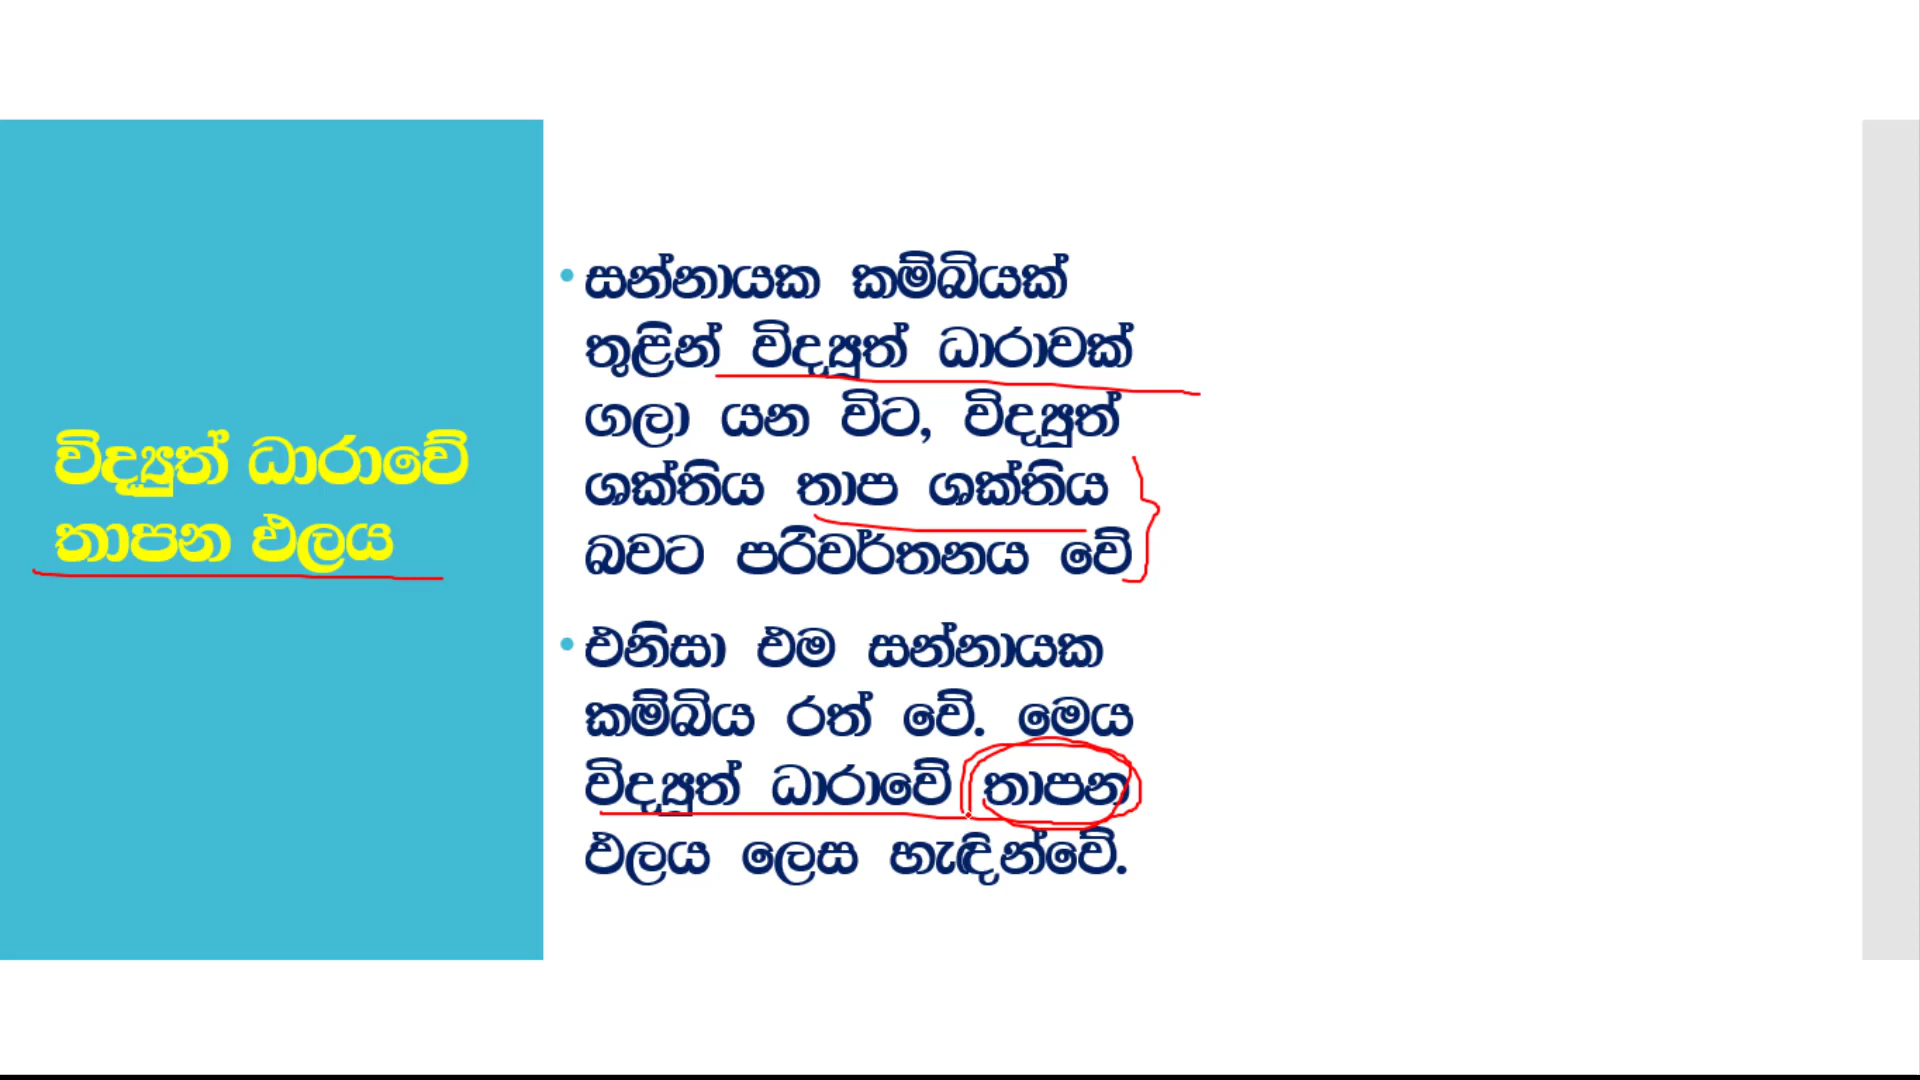 විද්‍යුත් ධාරාවේ
තාපන ඵලය
• සන්නායක කම්බියක්
තුළින් විද්‍යුත් ධාරාවක්
ගලා යන විට, විද්‍යුත්
ශක්තිය තාප ශක්තිය
බවට පරිවර්තනය වේ
• එනිසා එම සන්නායක
කම්බිය රත් වේ. මෙය
විද්‍යුත් ධාරාවේ තාපන
ඵලය ලෙස හැඳින්වේ.